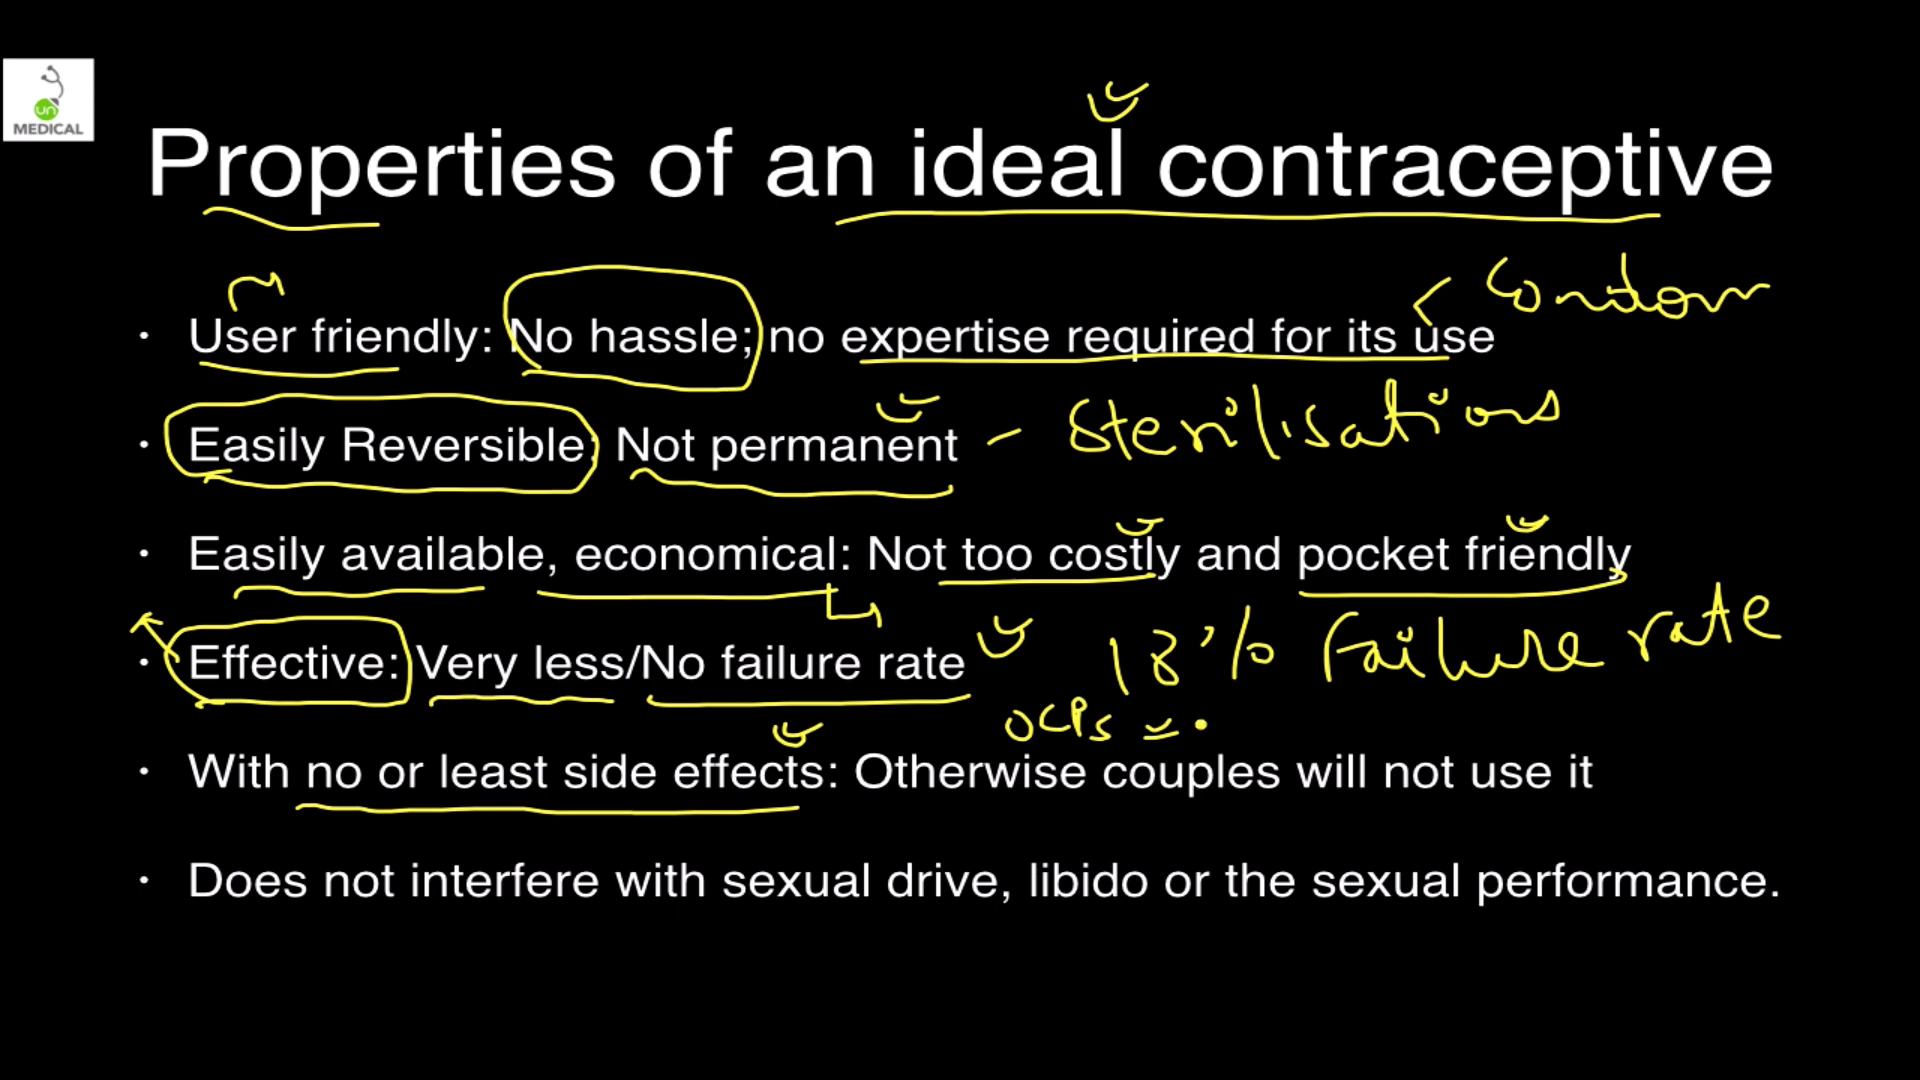 un
MEDICAL
Properties of an ideal contraceptive
Condom
• User friendly: No hassle; no expertise required for its use
• Easily Reversible: Not permanent - Sterilisations
• Easily available, economical: Not too costly and pocket friendly
• Effective: Very less/No failure rate 18% Failure rate
OCPs
• With no or least side effects: Otherwise couples will not use it
• Does not interfere with sexual drive, libido or the sexual performance.